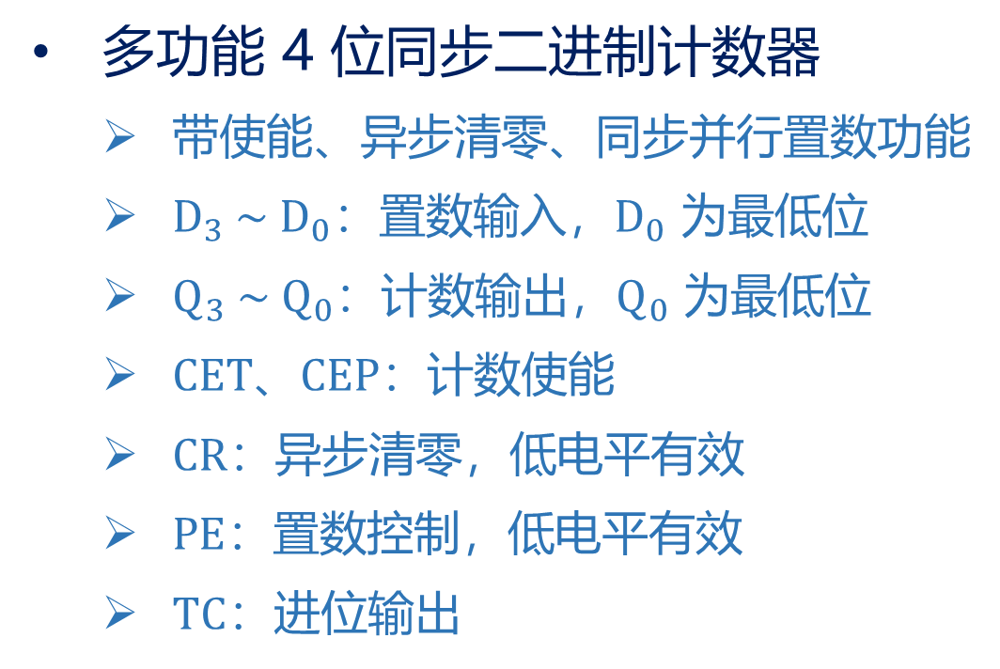 • 多功能 4 位同步二进制计数器
➢ 带使能、异步清零、同步并行置数功能
➢ D₃ ~ D₀：置数输入，D₀ 为最低位
➢ Q₃ ~ Q₀：计数输出，Q₀ 为最低位
➢ CET、CEP：计数使能
➢ CR：异步清零，低电平有效
➢ PE：置数控制，低电平有效
➢ TC：进位输出